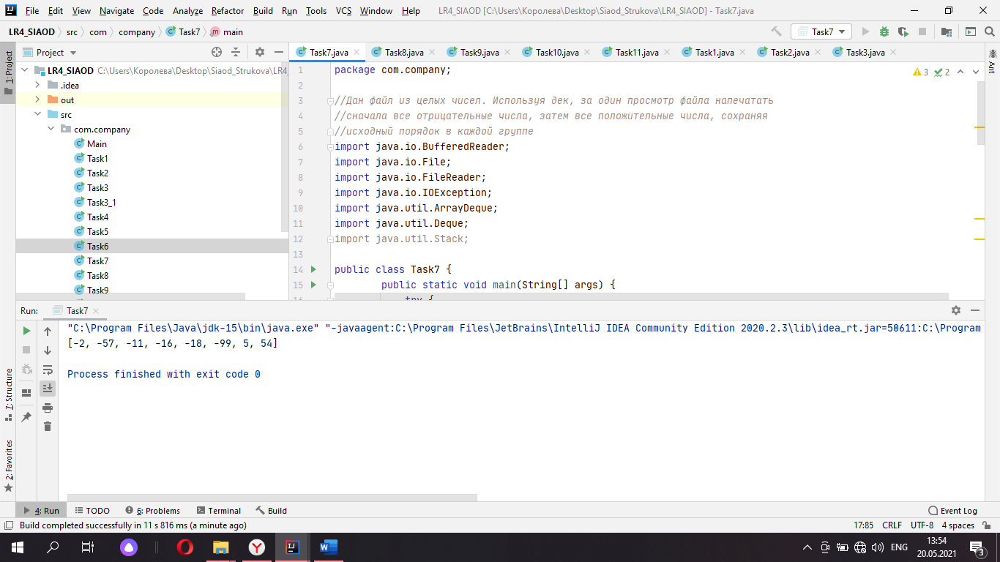 File Edit View Navigate Code Analyze Refactor Build Run Tools VCS Window Help LR4_SIAOD [C:\Users\Королева\Desktop\Siaod_Strukova\LR4_SIAOD] - Task7.java
LR4_SIAOD src com company Task7 main Task7
1: Project
Project
Task7.java Task8.java Task9.java Task10.java Task11.java Task1.java Task2.java Task3.java
Ant
LR4_SIAOD C:\Users\Королева\Desktop\Siaod_Strukova\LR4_
.idea
out
src
com.company
Main
Task1
Task2
Task3
Task3_1
Task4
Task5
Task6
Task7
Task8
Task9
3 2
1 package com.company;
2
3 //Дан файл из целых чисел. Используя дек, за один просмотр файла напечатать
4 //сначала все отрицательные числа, затем все положительные числа, сохраняя
5 //исходный порядок в каждой группе
6 import java.io.BufferedReader;
7 import java.io.File;
8 import java.io.FileReader;
9 import java.io.IOException;
10 import java.util.ArrayDeque;
11 import java.util.Deque;
12 import java.util.Stack;
13
14 public class Task7 {
15 public static void main(String[] args) {
16 try {
Run: Task7
"C:\Program Files\Java\jdk-15\bin\java.exe" "-javaagent:C:\Program Files\JetBrains\IntelliJ IDEA Community Edition 2020.2.3\lib\idea_rt.jar=50611:C:\Program
[-2, -57, -11, -16, -18, -99, 5, 54]
Process finished with exit code 0
7: Structure
2: Favorites
4: Run TODO 6: Problems Terminal Build Event Log
Build completed successfully in 11 s 816 ms (a minute ago) 17:85 CRLF UTF-8 4 spaces
ENG 13:54
20.05.2021
3